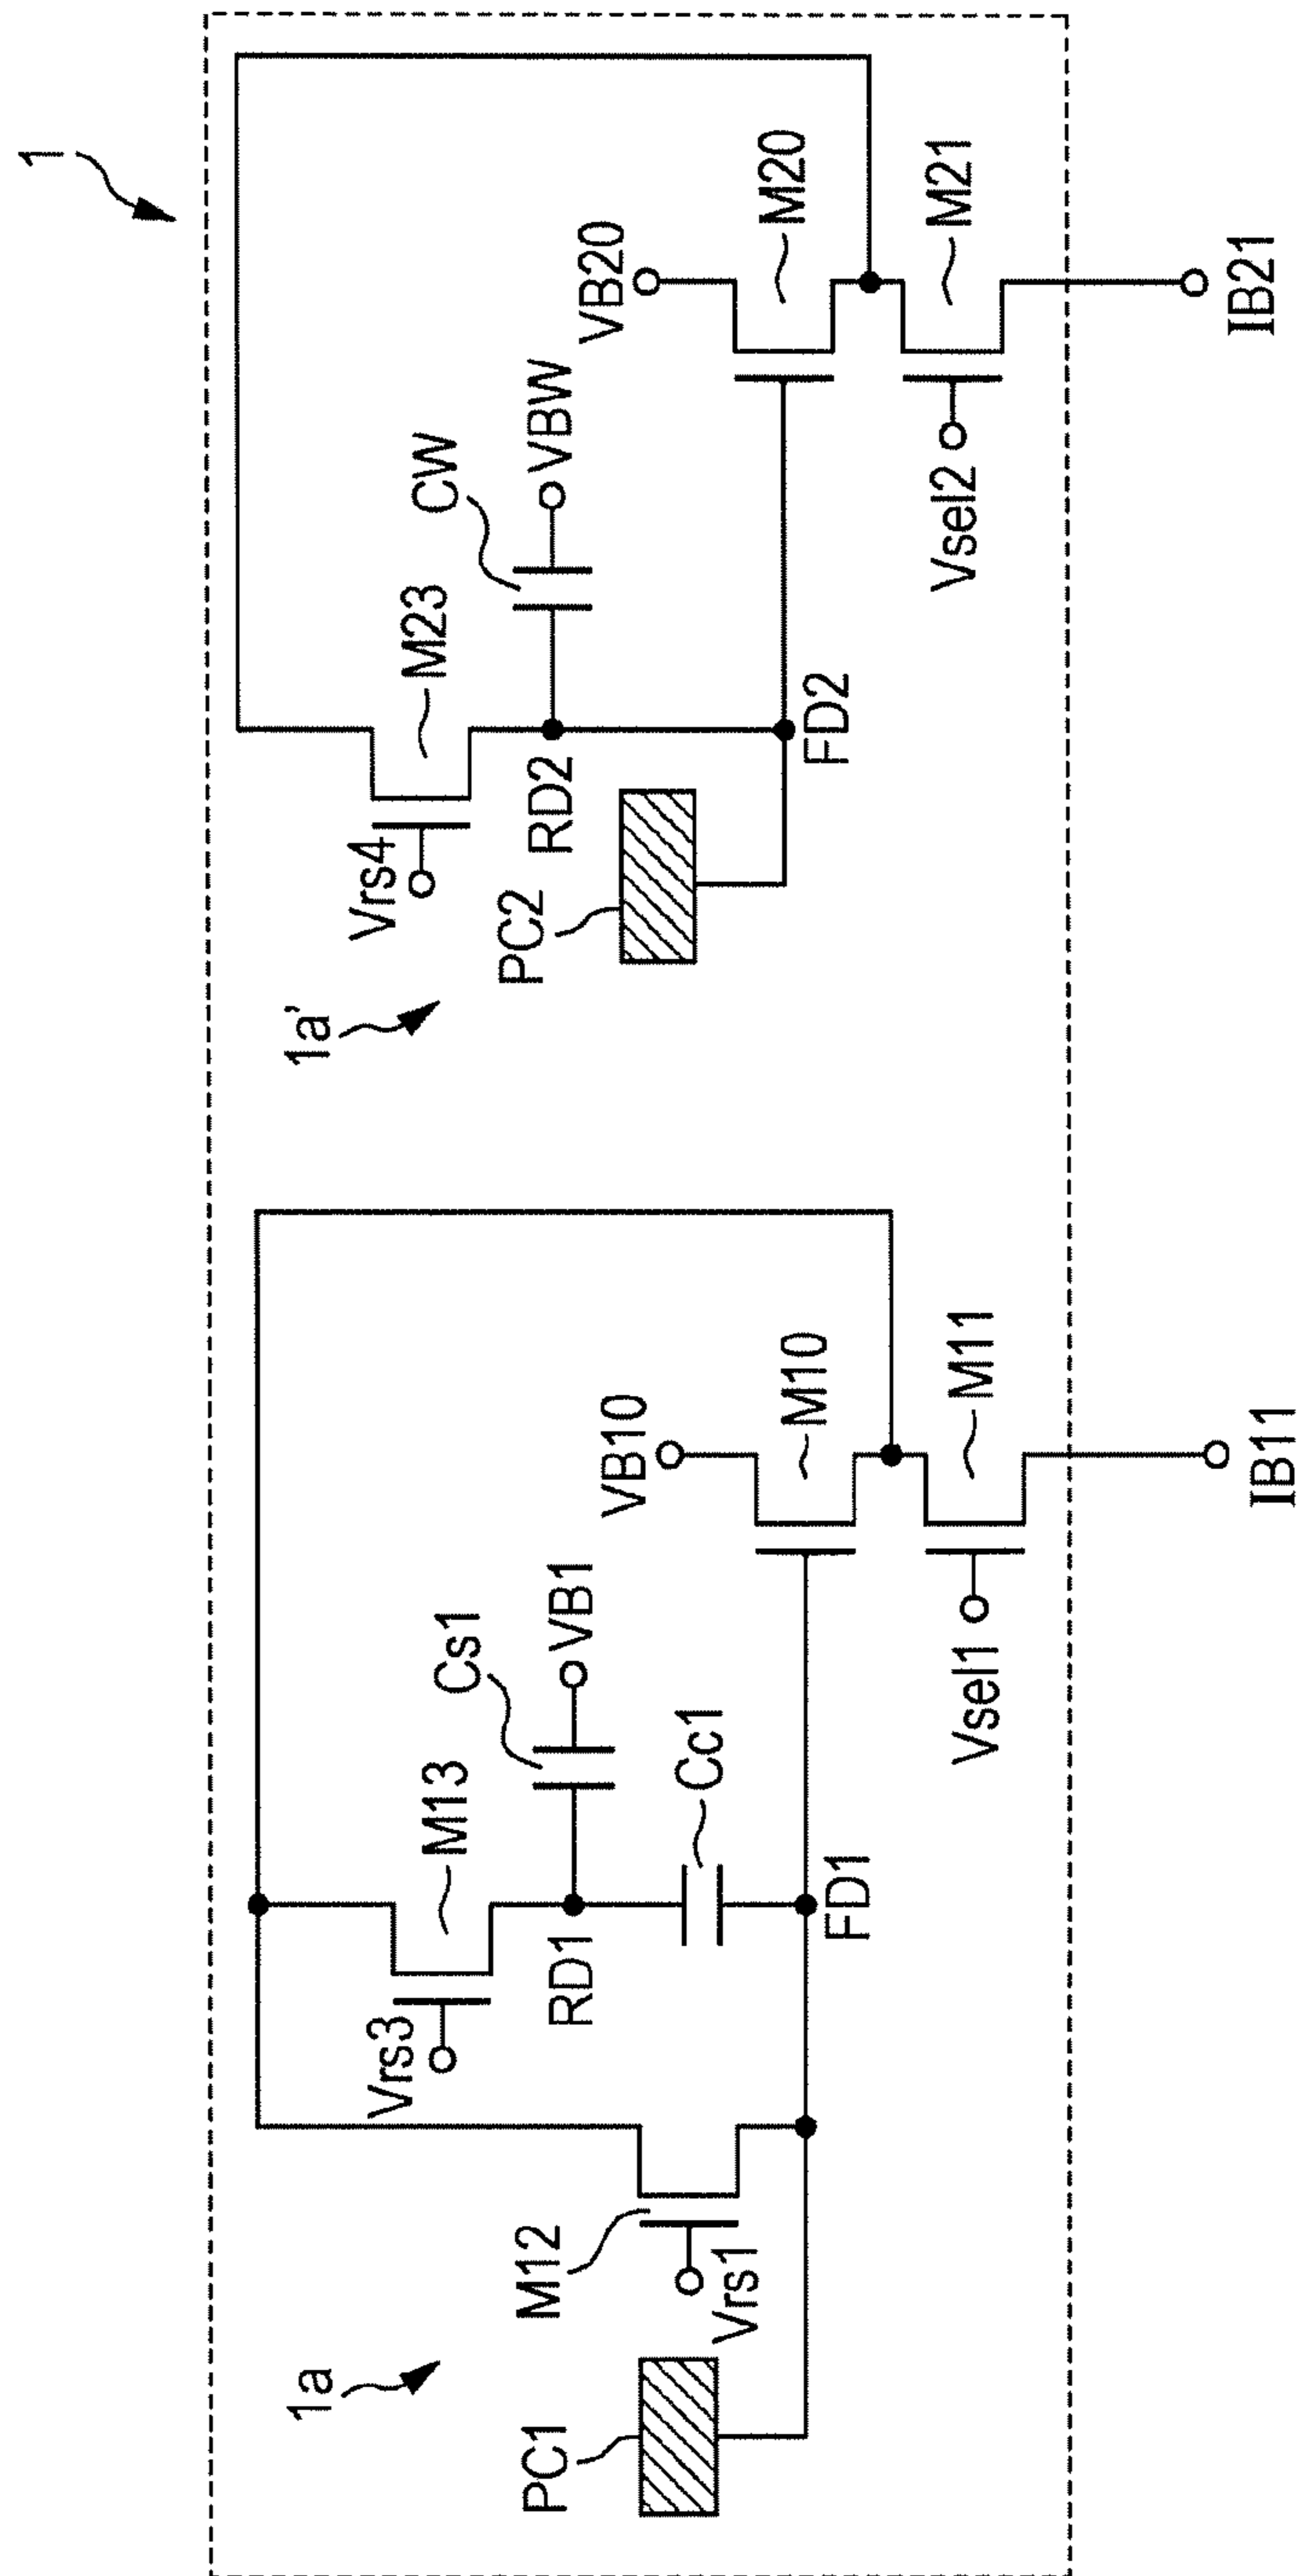 1
1a
PC1
M12
Vrs1
Vrs3
M13
RD1
Cs1
VB1
Cc1
FD1
VB10
M10
M11
Vsel1
IB11
1a'
PC2
Vrs4
M23
RD2
CW
VBW
FD2
VB20
M20
M21
Vsel2
IB21